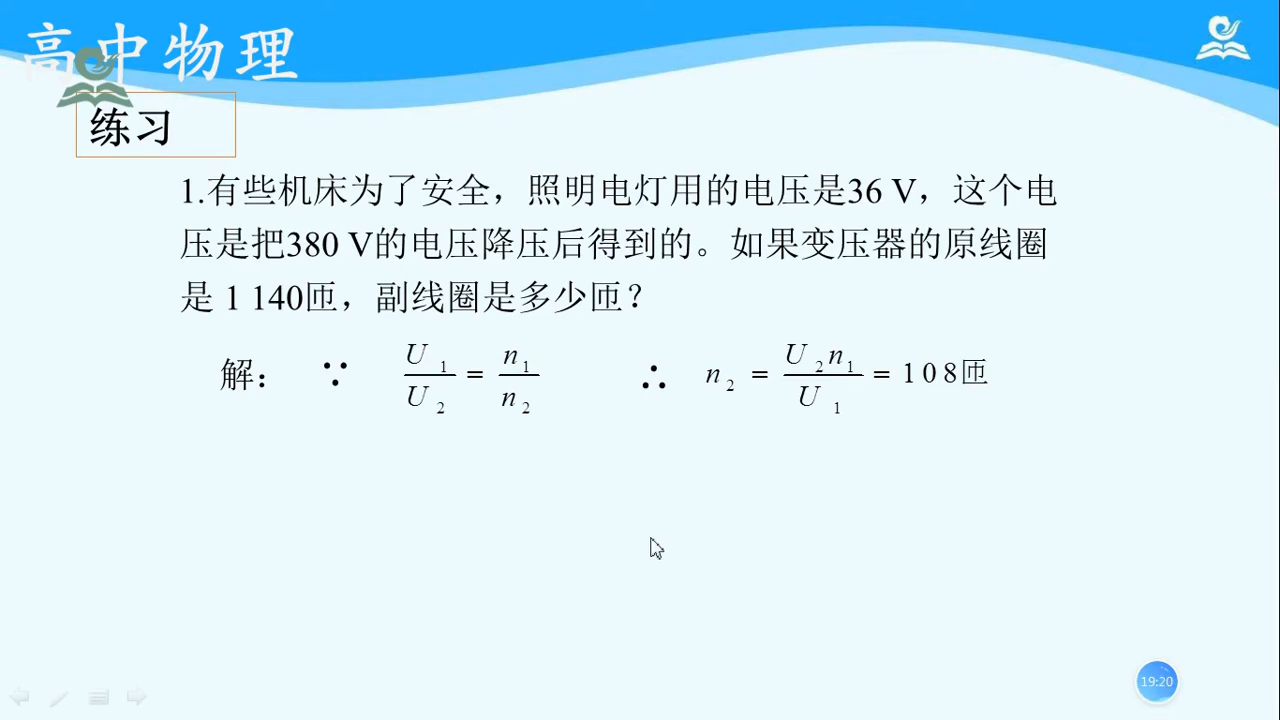 高中物理
练习
1.有些机床为了安全，照明电灯用的电压是36 V，这个电
压是把380 V的电压降压后得到的。如果变压器的原线圈
是 1 140匝，副线圈是多少匝？
解： ∵ U₁/U₂ = n₁/n₂ ∴ n₂ = U₂n₁/U₁ = 108匝
19:20